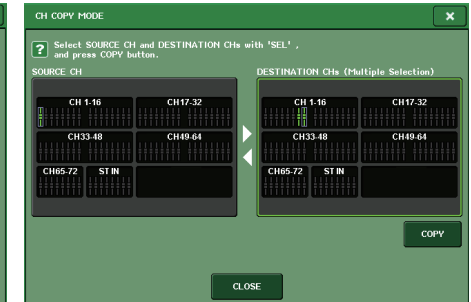 CH COPY MODE
×
? Select SOURCE CH and DESTINATION CHs with 'SEL' ,
and press COPY button.
SOURCE CH
DESTINATION CHs (Multiple Selection)
CH 1-16
CH17-32
CH33-48
CH49-64
CH65-72
ST IN
CH 1-16
CH17-32
CH33-48
CH49-64
CH65-72
ST IN
COPY
CLOSE